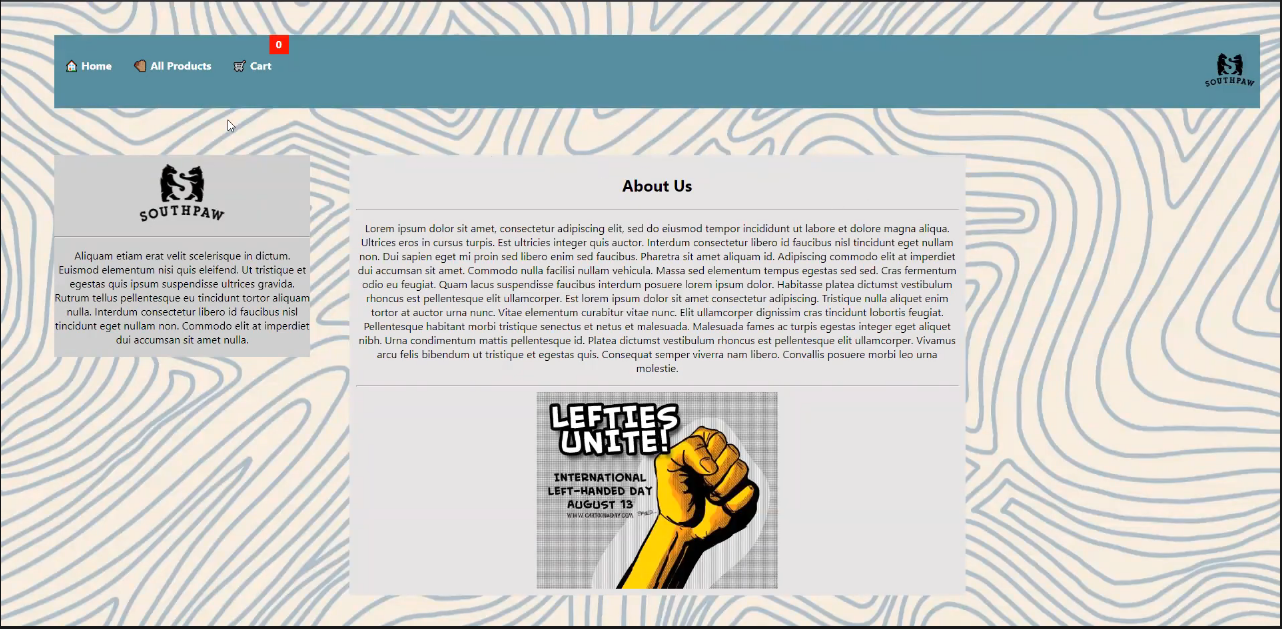 0
Home
All Products
Cart
SOUTHPAW
SOUTHPAW
Aliquam etiam erat velit scelerisque in dictum.
Euismod elementum nisi quis eleifend. Ut tristique et
egestas quis ipsum suspendisse ultrices gravida.
Rutrum tellus pellentesque eu tincidunt tortor aliquam
nulla. Interdum consectetur libero id faucibus nisl
tincidunt eget nullam non. Commodo elit at imperdiet
dui accumsan sit amet nulla.
About Us
Lorem ipsum dolor sit amet, consectetur adipiscing elit, sed do eiusmod tempor incididunt ut labore et dolore magna aliqua.
Ultrices eros in cursus turpis. Est ultricies integer quis auctor. Interdum consectetur libero id faucibus nisl tincidunt eget nullam
non. Dui sapien eget mi proin sed libero enim sed faucibus. Pharetra sit amet aliquam id. Adipiscing commodo elit at imperdiet
dui accumsan sit amet. Commodo nulla facilisi nullam vehicula. Massa sed elementum tempus egestas sed sed. Cras fermentum
odio eu feugiat. Quam lacus suspendisse faucibus interdum posuere lorem ipsum dolor. Habitasse platea dictumst vestibulum
rhoncus est pellentesque elit ullamcorper. Est lorem ipsum dolor sit amet consectetur adipiscing. Tristique nulla aliquet enim
tortor at auctor urna nunc. Vitae elementum curabitur vitae nunc. Elit ullamcorper dignissim cras tincidunt lobortis feugiat.
Pellentesque habitant morbi tristique senectus et netus et malesuada. Malesuada fames ac turpis egestas integer eget aliquet
nibh. Urna condimentum mattis pellentesque id. Platea dictumst vestibulum rhoncus est pellentesque elit ullamcorper. Vivamus
arcu felis bibendum ut tristique et egestas quis. Consequat semper viverra nam libero. Convallis posuere morbi leo urna
molestie.
LEFTIES
UNITE!
INTERNATIONAL
LEFT-HANDED DAY
AUGUST 13